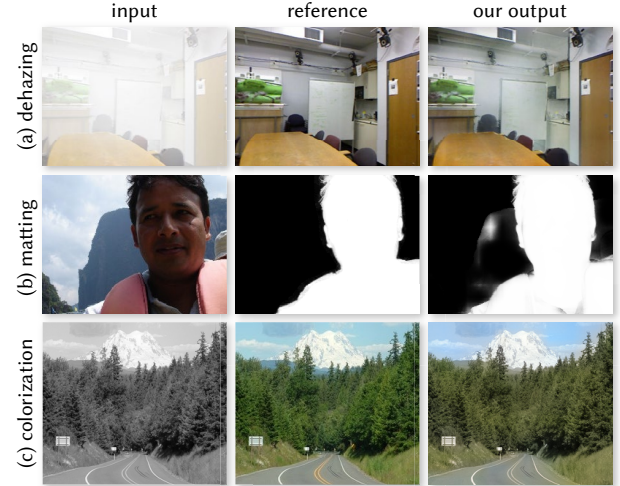 input reference our output
(a) dehazing
(b) matting
(c) colorization